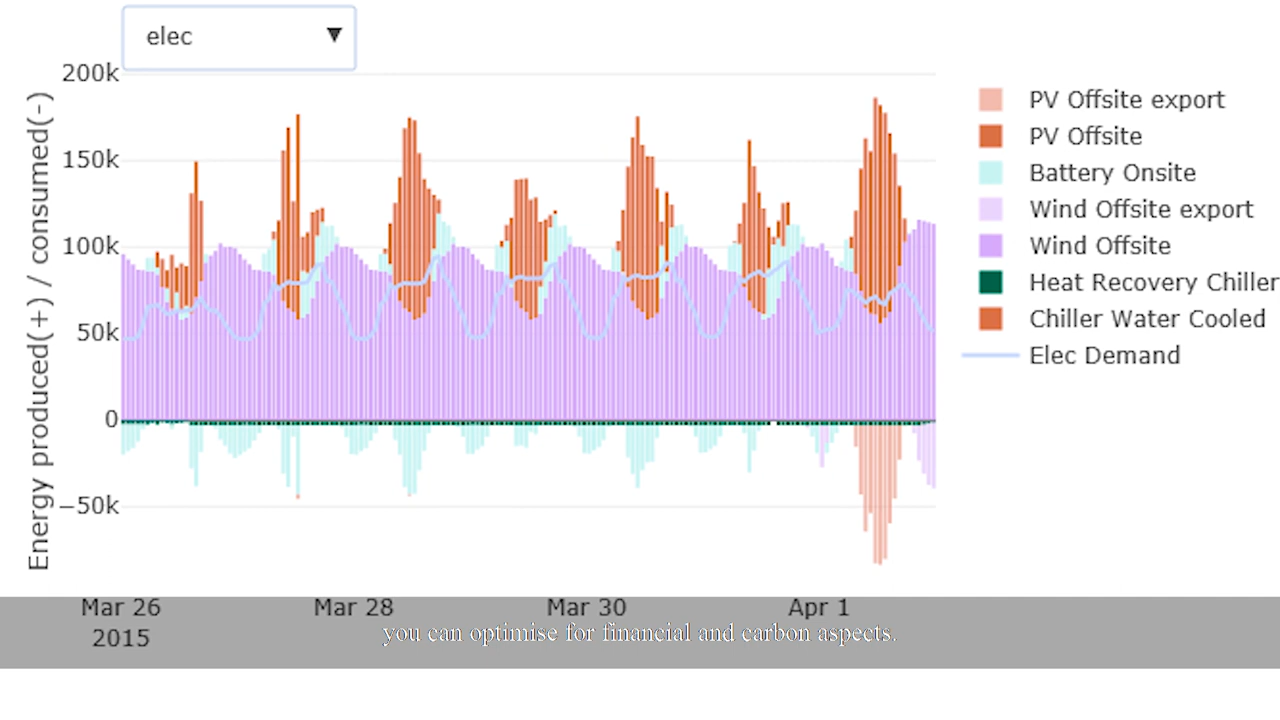 elec ▼
200k
150k
100k
50k
0
−50k
Energy produced(+) / consumed(-)
Mar 26
2015
Mar 28
Mar 30
Apr 1
PV Offsite export
PV Offsite
Battery Onsite
Wind Offsite export
Wind Offsite
Heat Recovery Chiller
Chiller Water Cooled
Elec Demand
you can optimise for financial and carbon aspects.